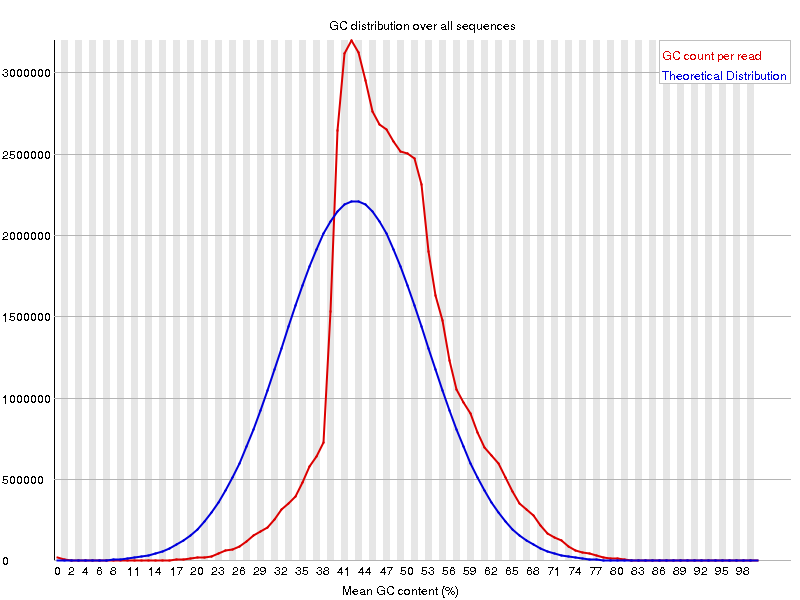 GC distribution over all sequences
GC count per read
Theoretical Distribution
3000000
2500000
2000000
1500000
1000000
500000
0
0 2 4 6 8 11 14 17 20 23 26 29 32 35 38 41 44 47 50 53 56 59 62 65 68 71 74 77 80 83 86 89 92 95 98
Mean GC content (%)